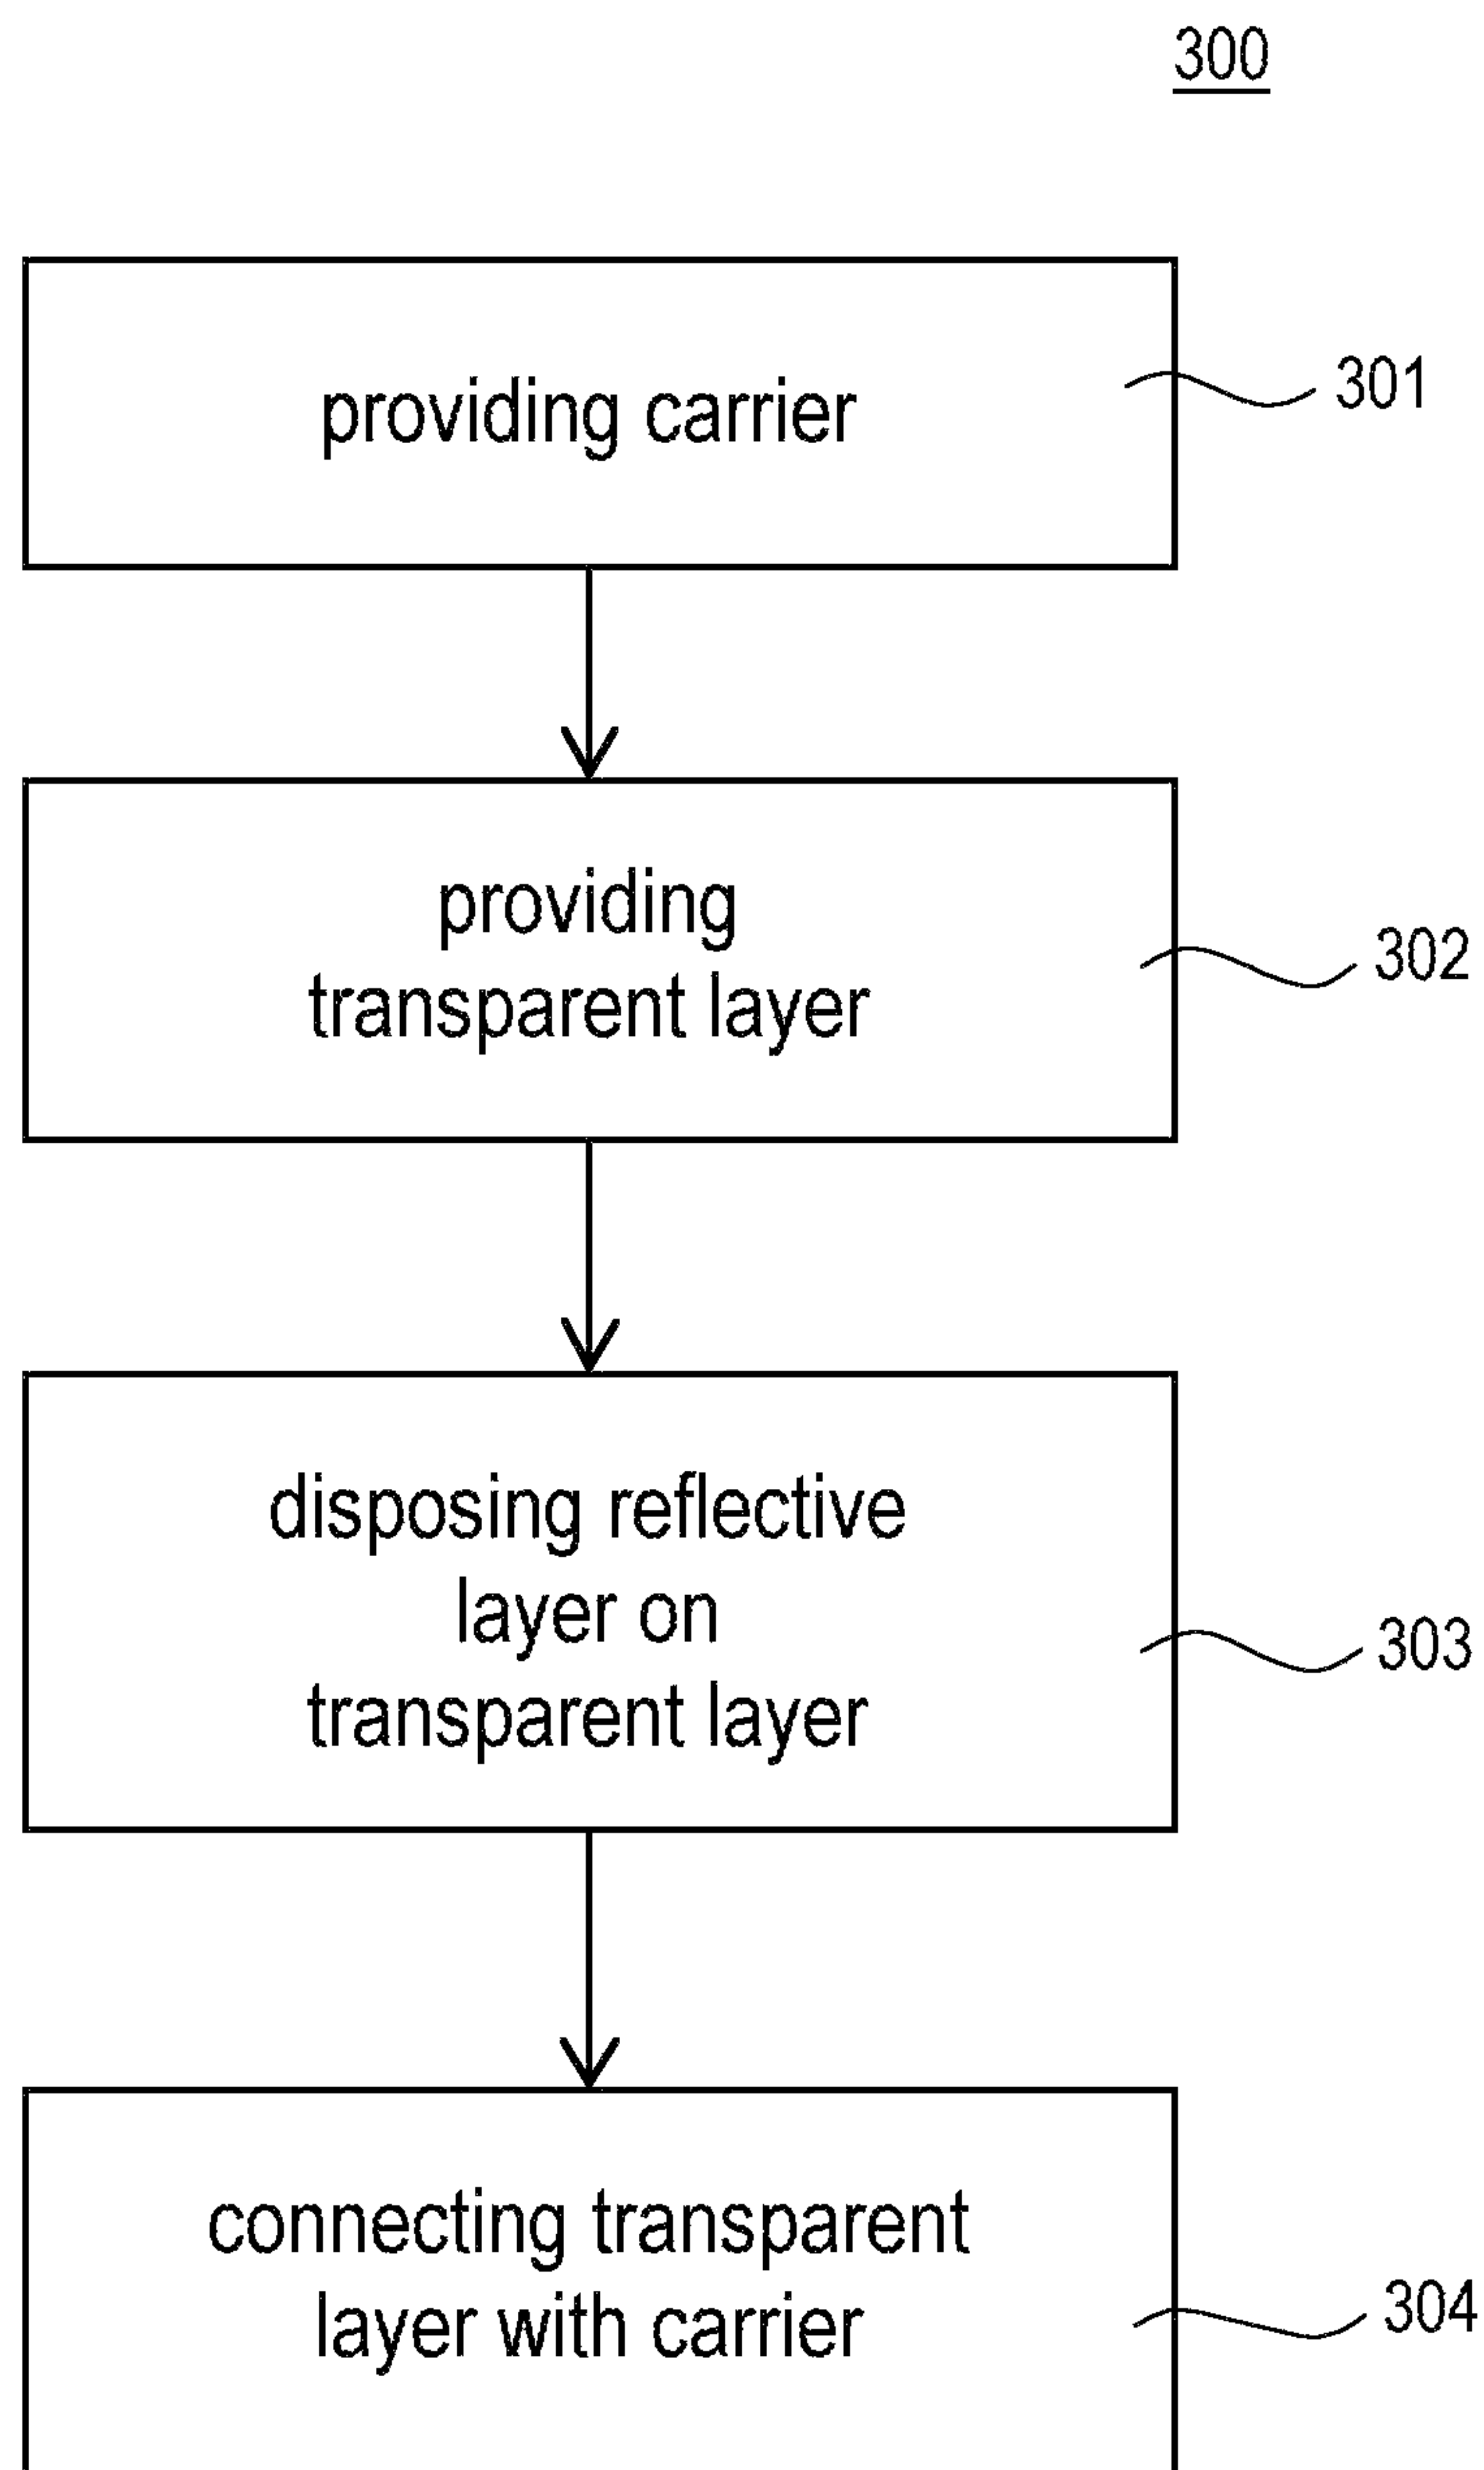 300
providing carrier
301
providing
transparent layer
302
disposing reflective
layer on
transparent layer
303
connecting transparent
layer with carrier
304